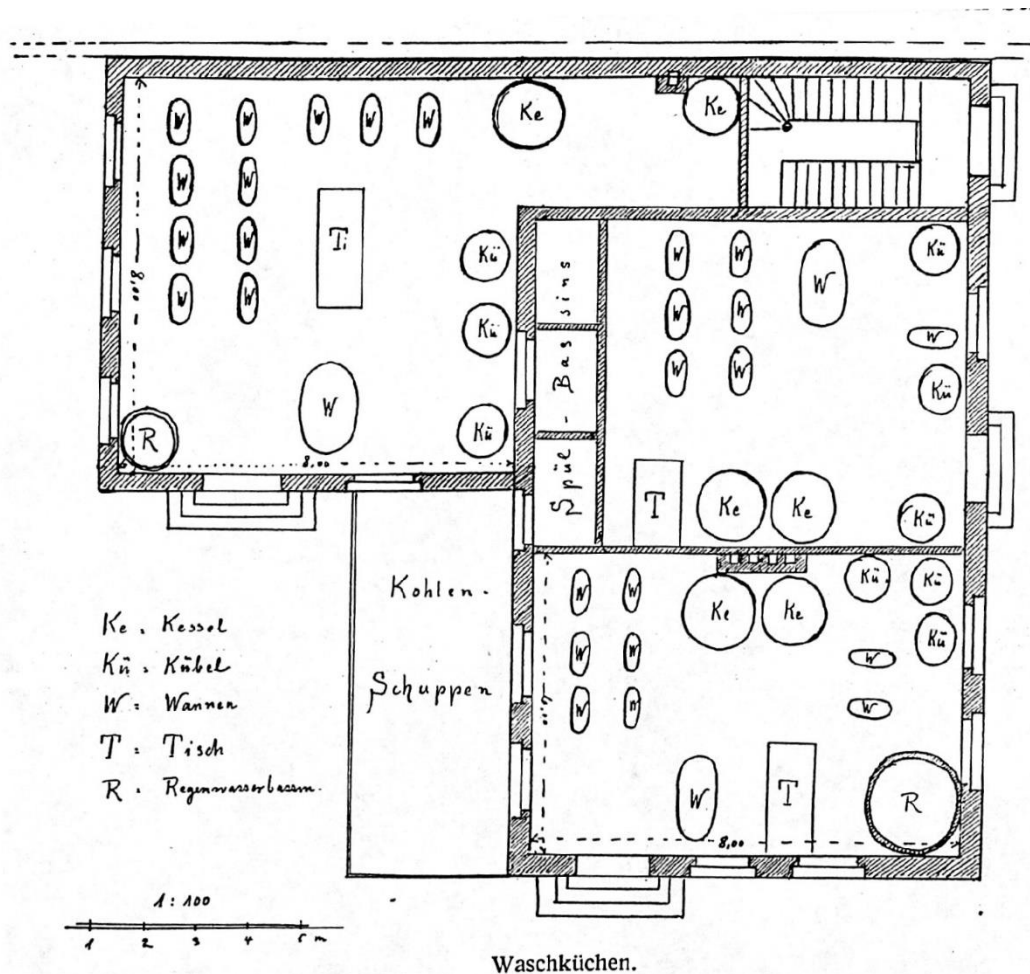 W W W W W Ke Ke
W W
W W Ti
W W
8,00
Kü
Kü
Kü
W
R
8,00
Spül - Bassins
W W W Kü
W W W
W W Kü
T Ke Ke Kü
W W Ke Ke Kü. Kü
W W W Kü
W W
6,00
W T R
8,00
Kohlen-
Schuppen
Ke = Kessel
Kü = Kübel
W = Wannen
T = Tisch
R = Regenwasserbassin.
1 : 100
1 2 3 4 5 m
Waschküchen.